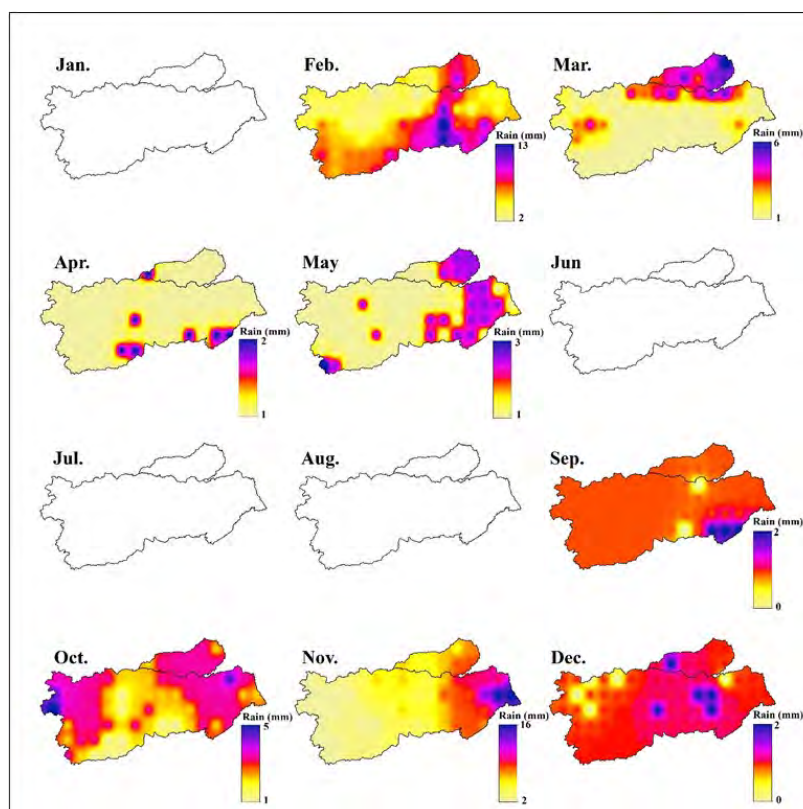 Jan.
Feb.
Rain (mm)
13
2
Mar.
Rain (mm)
6
1
Apr.
Rain (mm)
2
1
May
Rain (mm)
3
1
Jun
Jul.
Aug.
Sep.
Rain (mm)
2
0
Oct.
Rain (mm)
5
1
Nov.
Rain (mm)
16
2
Dec.
Rain (mm)
2
0